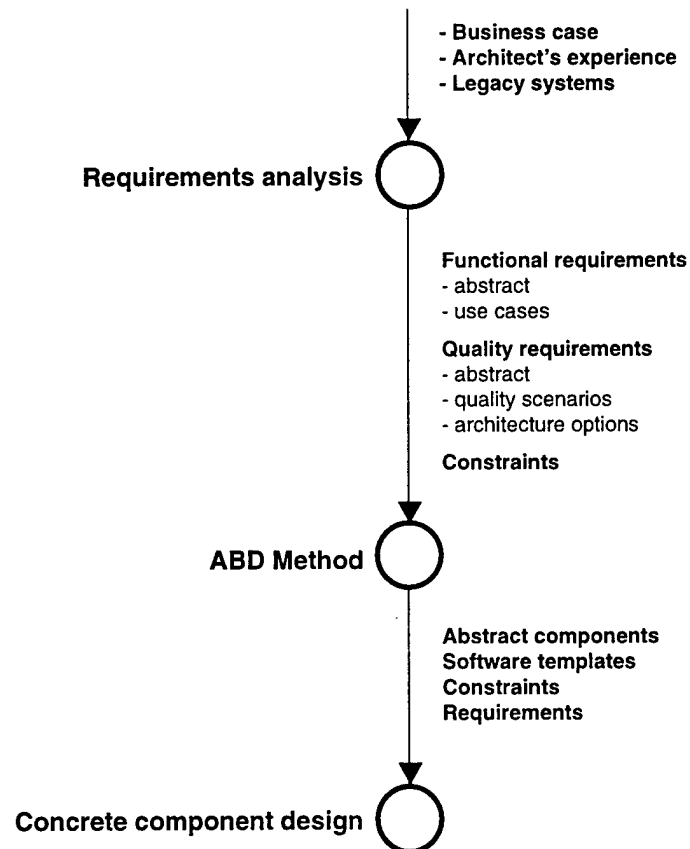 - Business case
- Architect's experience
- Legacy systems
Requirements analysis
Functional requirements
- abstract
- use cases
Quality requirements
- abstract
- quality scenarios
- architecture options
Constraints
ABD Method
Abstract components
Software templates
Constraints
Requirements
Concrete component design